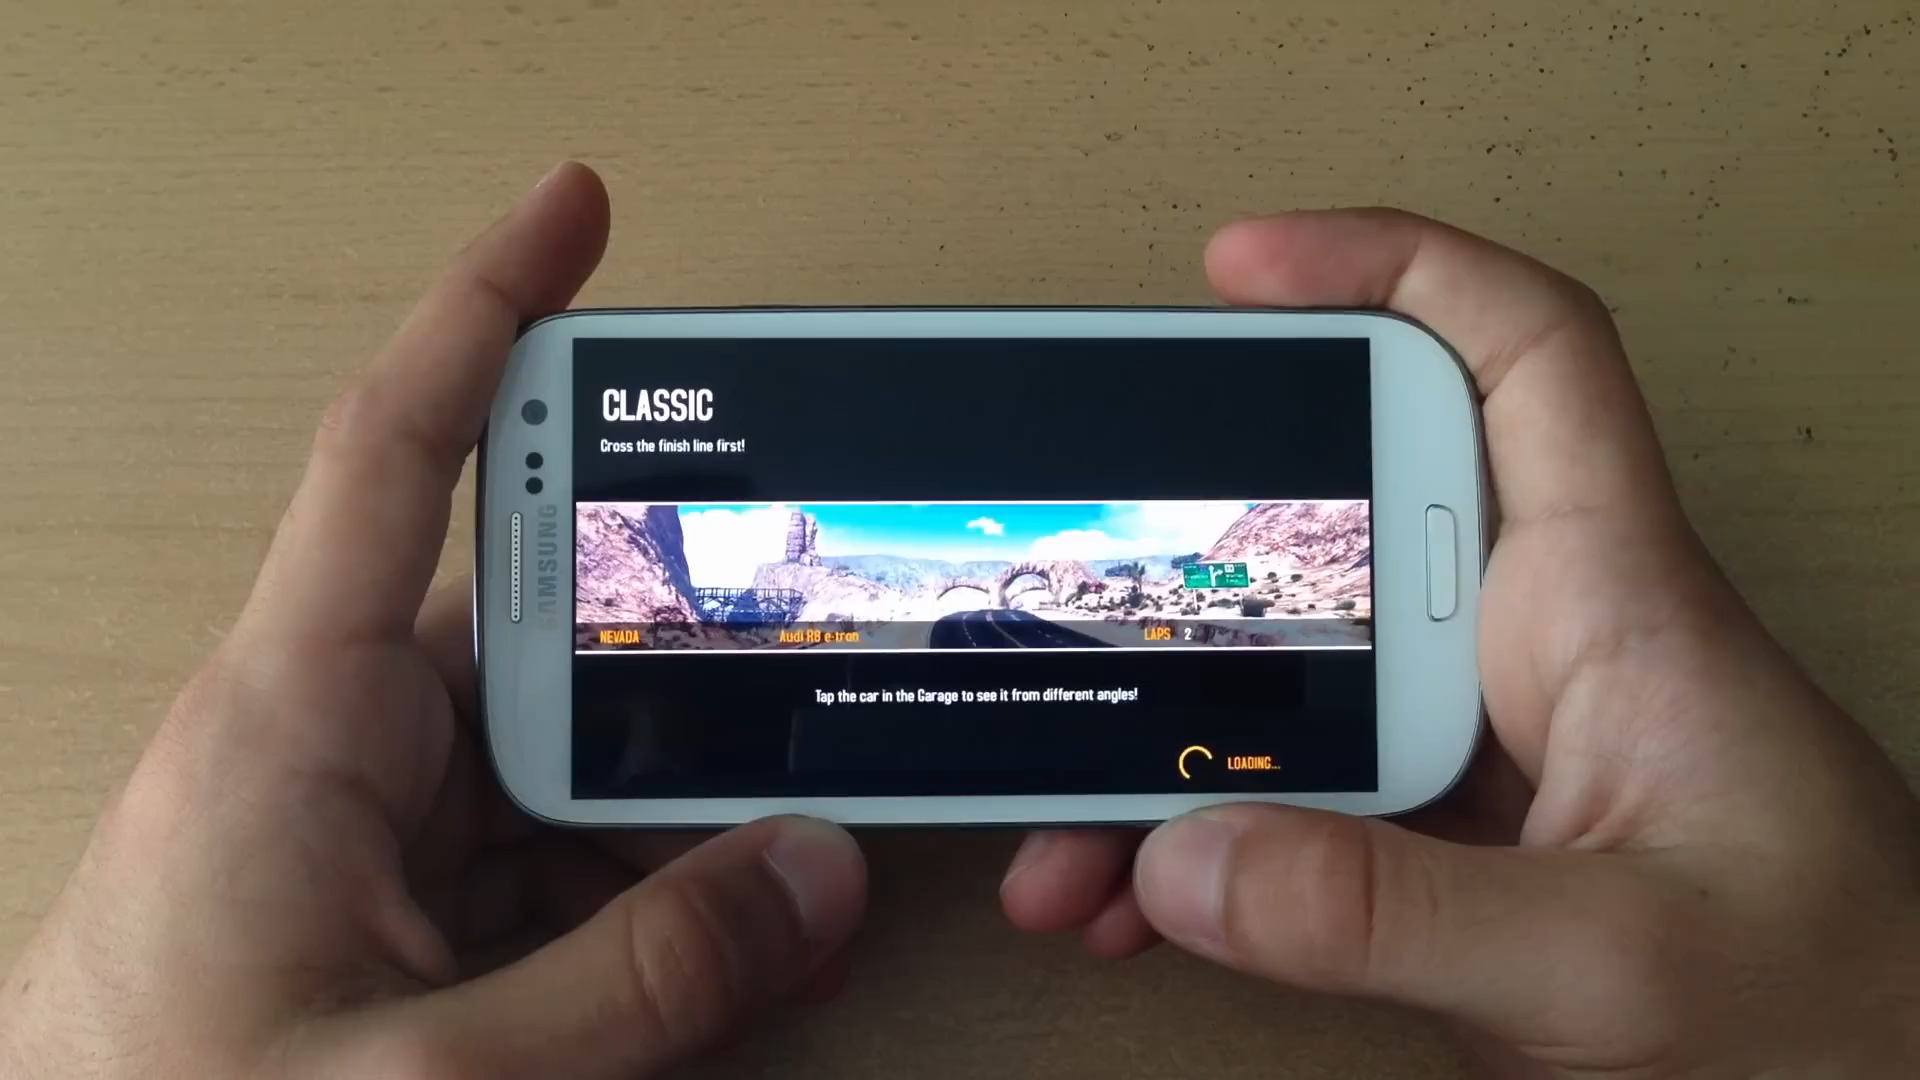 CLASSIC
Cross the finish line first!
NEVADA Audi R8 e-tron LAPS 2
Tap the car in the Garage to see it from different angles!
LOADING...
SAMSUNG